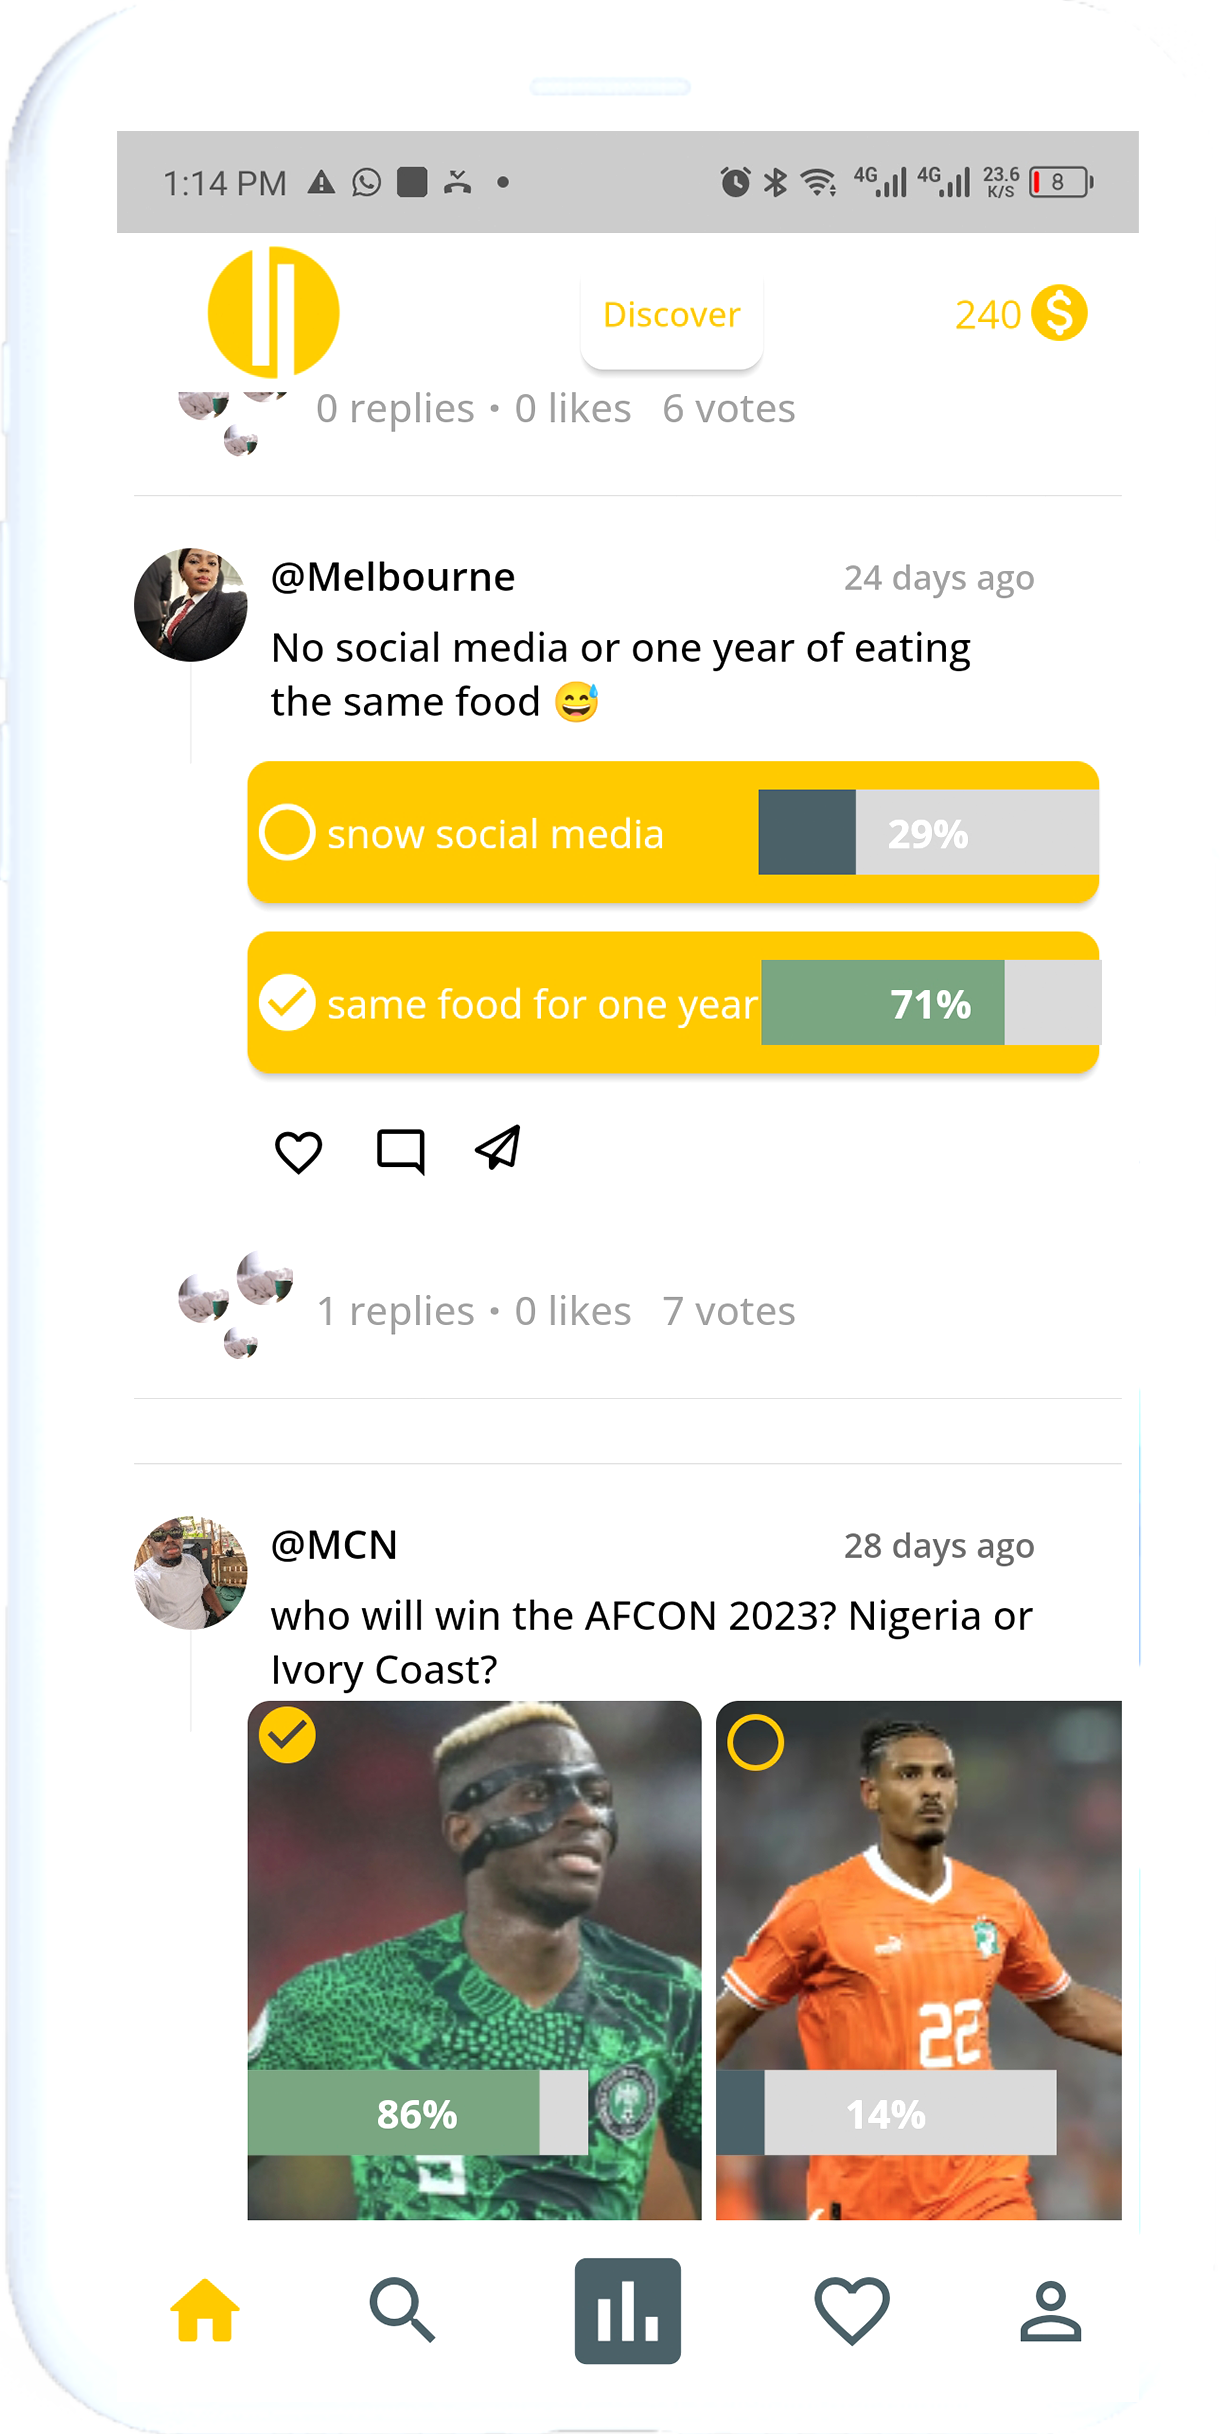 1:14 PM 4G 4G 23.6 K/S 8
Discover 240
0 replies • 0 likes 6 votes
@Melbourne 24 days ago
No social media or one year of eating
the same food 😅
snow social media 29%
same food for one year 71%
1 replies • 0 likes 7 votes
@MCN 28 days ago
who will win the AFCON 2023? Nigeria or
Ivory Coast?
22
86% 14%